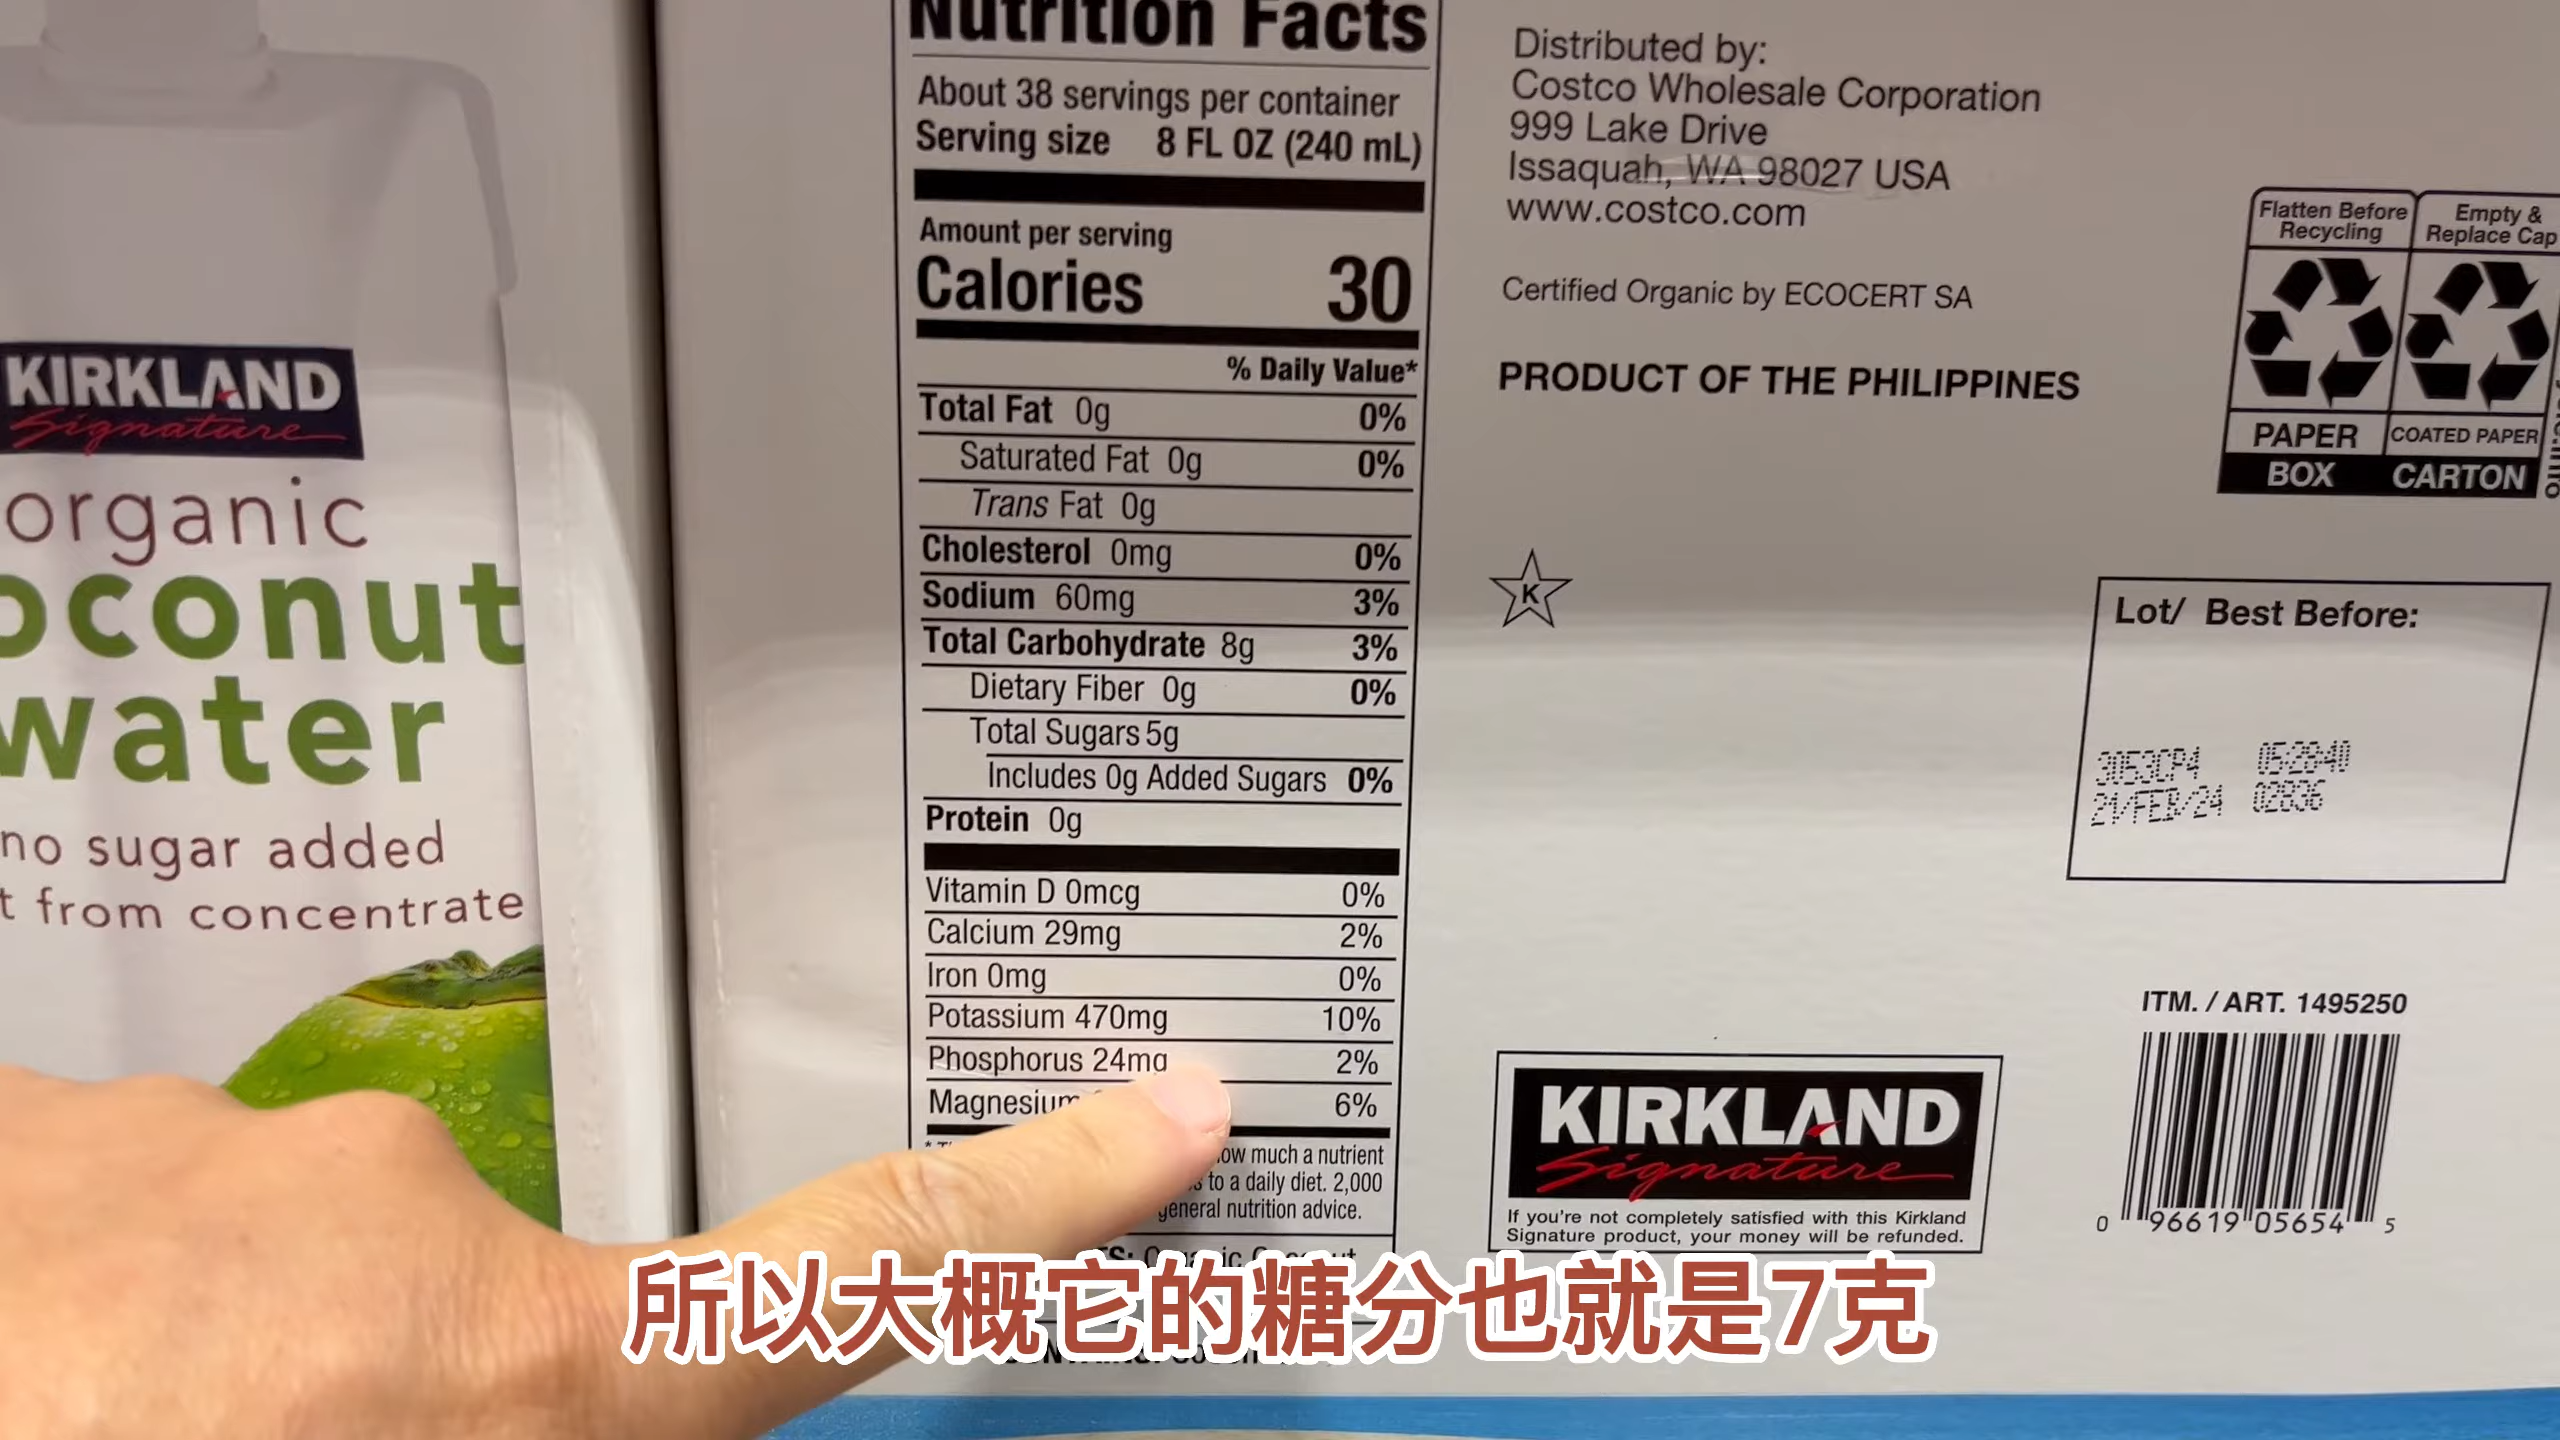 KIRKLAND
Signature
organic
oconut
water
no sugar added
t from concentrate
Nutrition Facts
About 38 servings per container
Serving size 8 FL OZ (240 mL)
Amount per serving
Calories 30
% Daily Value*
Total Fat 0g 0%
Saturated Fat 0g 0%
Trans Fat 0g
Cholesterol 0mg 0%
Sodium 60mg 3%
Total Carbohydrate 8g 3%
Dietary Fiber 0g 0%
Total Sugars 5g
Includes 0g Added Sugars 0%
Protein 0g
Vitamin D 0mcg 0%
Calcium 29mg 2%
Iron 0mg 0%
Potassium 470mg 10%
Phosphorus 24mg 2%
Magnesium 6%
ow much a nutrient
to a daily diet. 2,000
general nutrition advice.
Distributed by:
Costco Wholesale Corporation
999 Lake Drive
Issaquah, WA 98027 USA
www.costco.com
Certified Organic by ECOCERT SA
PRODUCT OF THE PHILIPPINES
K
Flatten Before
Recycling
PAPER
BOX
Empty &
Replace Cap
COATED PAPER
CARTON
Lot/ Best Before:
3053CP4 05:28:40
21/FEB/24 02836
ITM. / ART. 1495250
0 96619 05654 5
KIRKLAND
Signature
If you're not completely satisfied with this Kirkland
Signature product, your money will be refunded.
所以大概它的糖分也就是7克